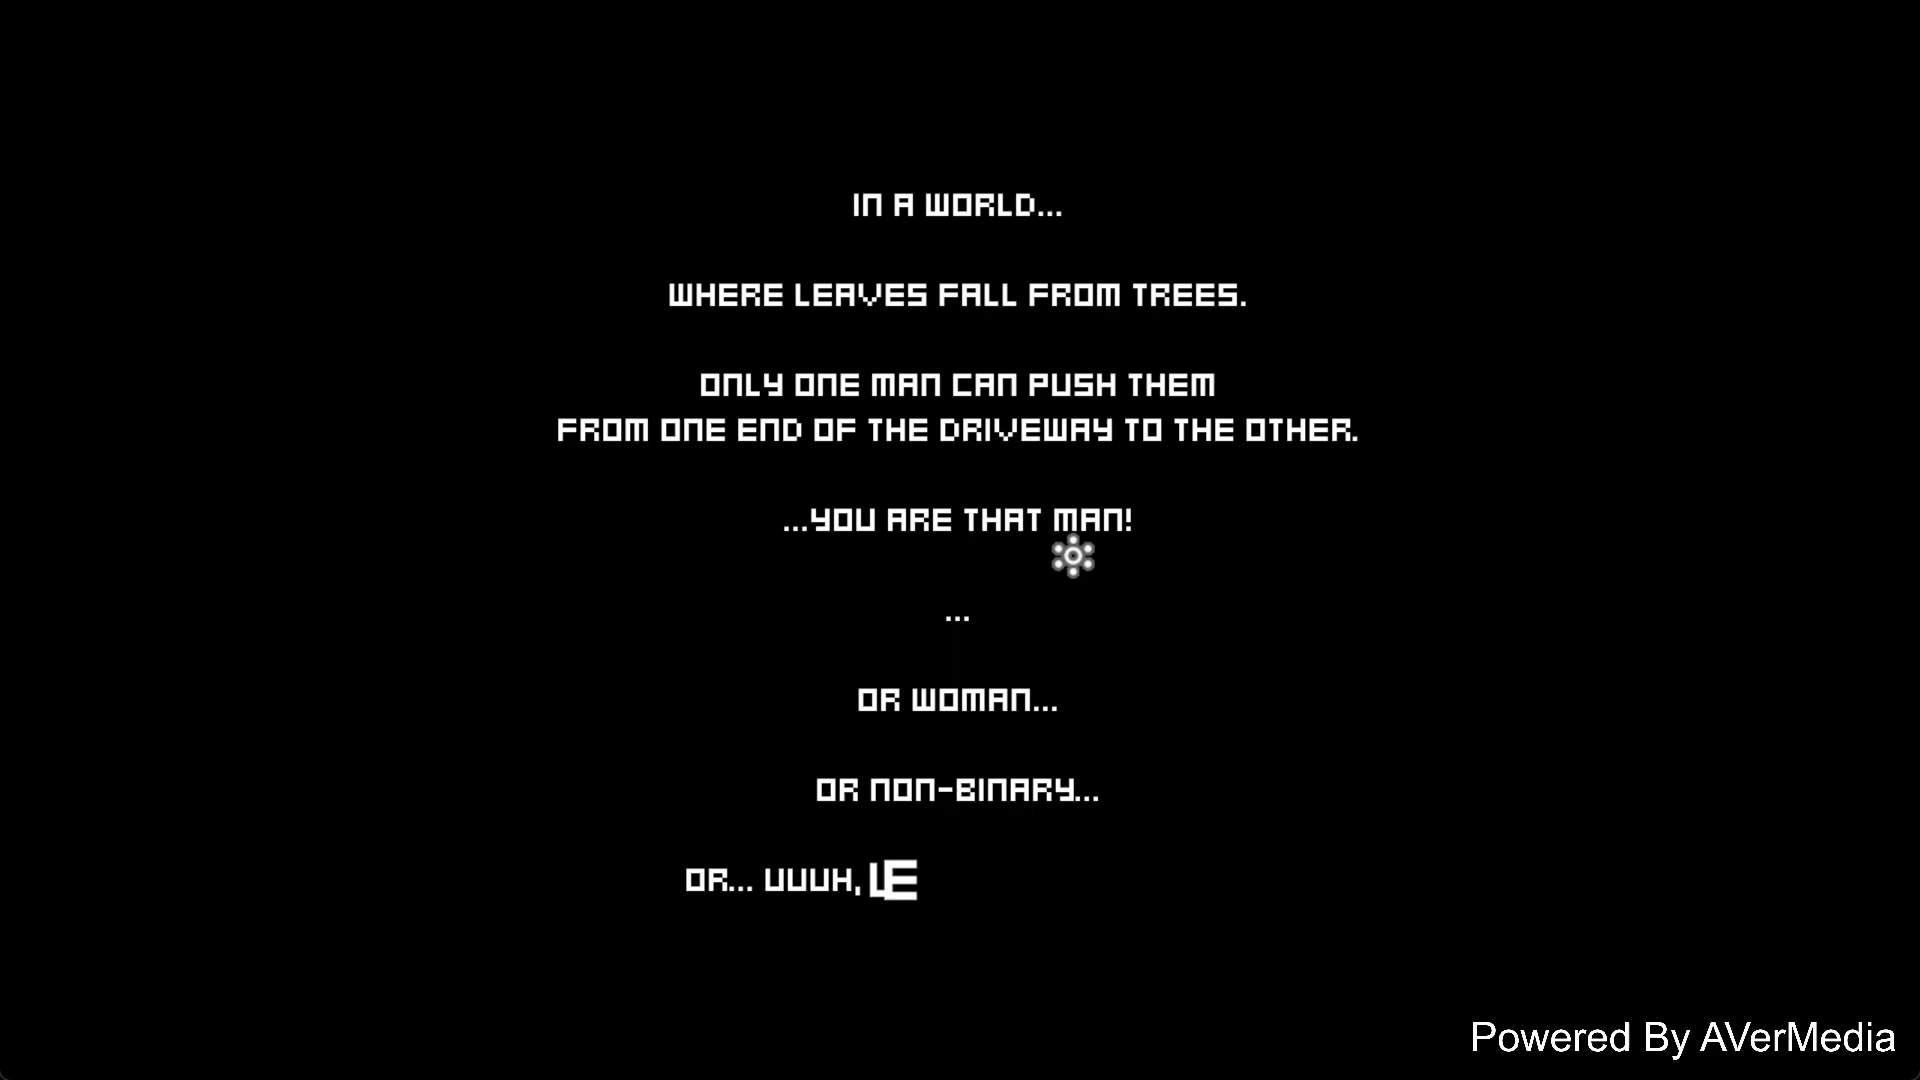 IN A WORLD...
WHERE LEAVES FALL FROM TREES.
ONLY ONE MAN CAN PUSH THEM
FROM ONE END OF THE DRIVEWAY TO THE OTHER.
...YOU ARE THAT MAN!
...
OR WOMAN...
OR NON-BINARY...
OR... UUUH, LE
Powered By AVerMedia